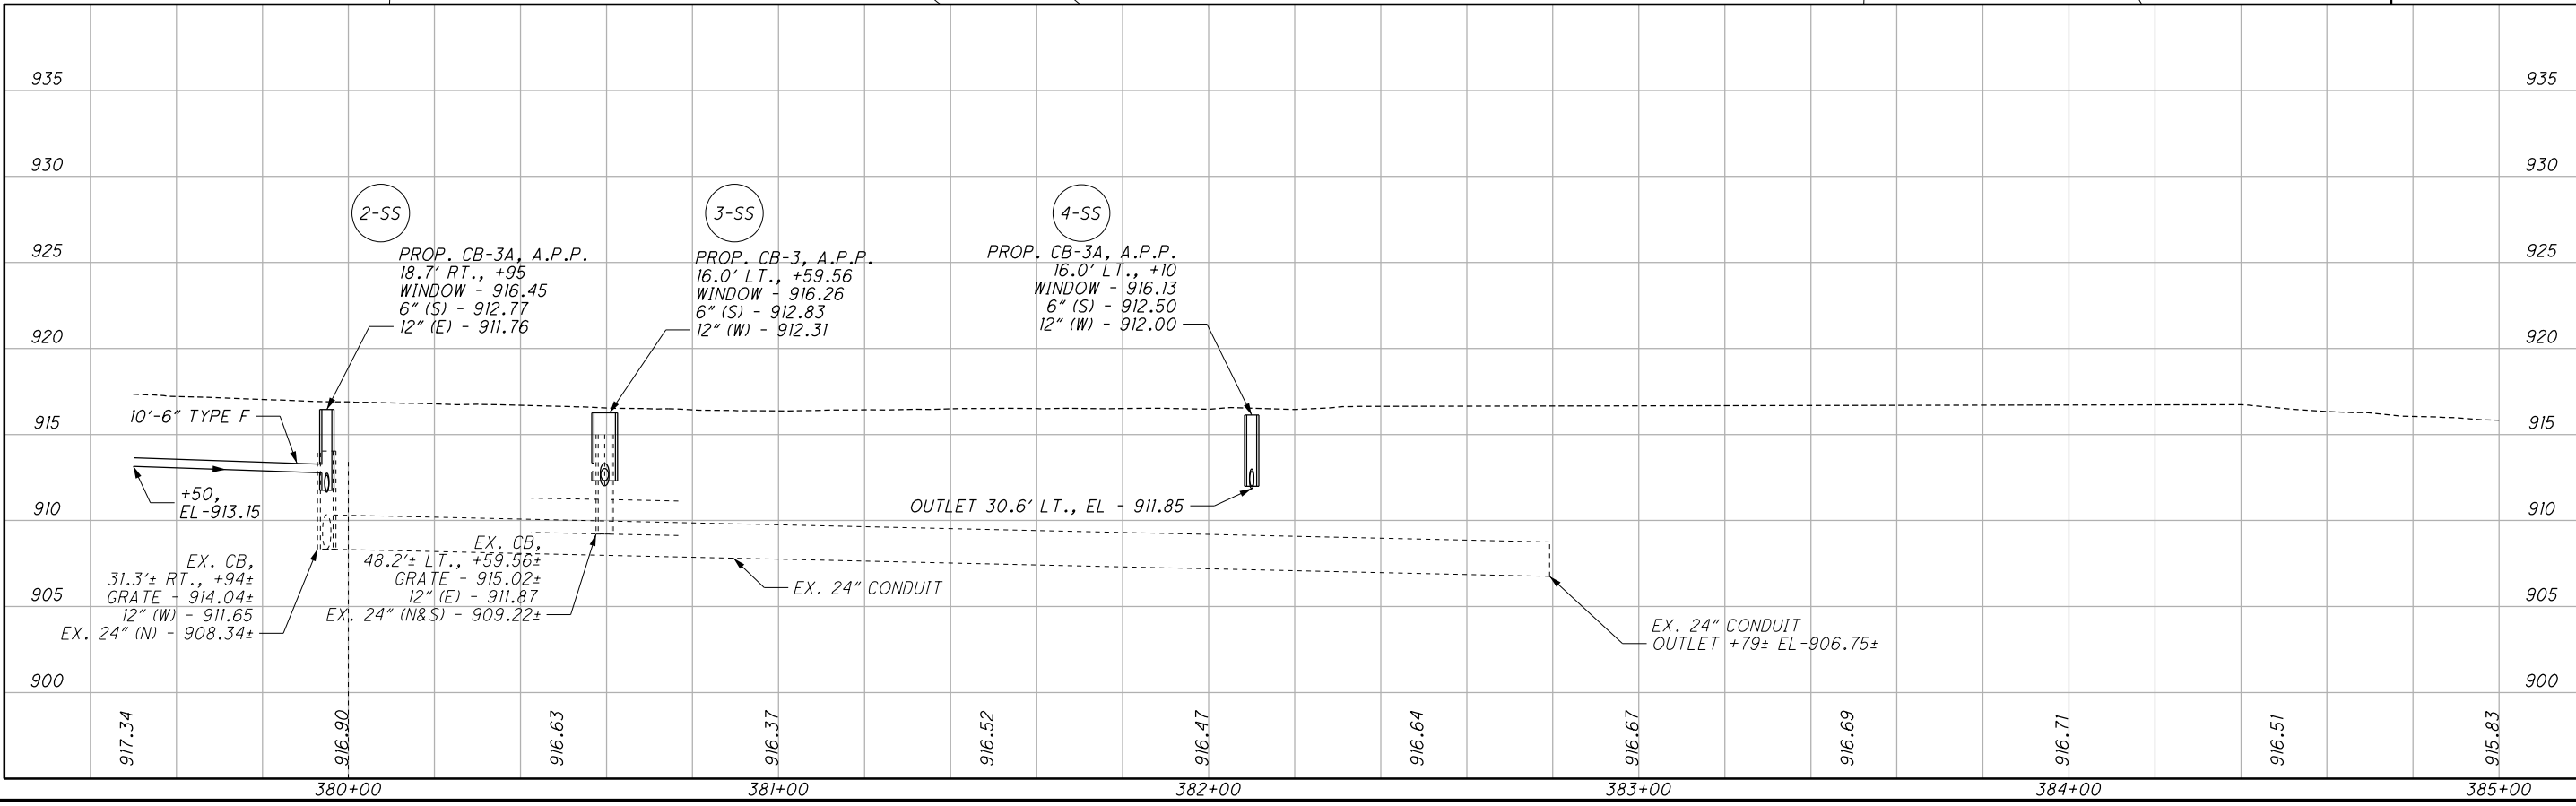 935
935
930
930
2-SS
3-SS
4-SS
925
925
PROP. CB-3A, A.P.P.
18.7' RT., +95
WINDOW - 916.45
6" (S) - 912.77
12" (E) - 911.76
PROP. CB-3, A.P.P.
16.0' LT., +59.56
WINDOW - 916.26
6" (S) - 912.83
12" (W) - 912.31
PROP. CB-3A, A.P.P.
16.0' LT., +10
WINDOW - 916.13
6" (S) - 912.50
12" (W) - 912.00
920
920
10'-6" TYPE F
915
915
+50,
EL-913.15
OUTLET 30.6' LT., EL - 911.85
910
910
EX. CB,
31.3'± RT., +94±
GRATE - 914.04±
12" (W) - 911.65
EX. 24" (N) - 908.34±
EX. CB,
48.2'± LT., +59.56±
GRATE - 915.02±
12" (E) - 911.87
EX. 24" (N&S) - 909.22±
EX. 24" CONDUIT
905
905
EX. 24" CONDUIT
OUTLET +79± EL-906.75±
900
900
917.34
916.90
916.63
916.37
916.52
916.47
916.64
916.67
916.69
916.71
916.51
915.83
380+00
381+00
382+00
383+00
384+00
385+00